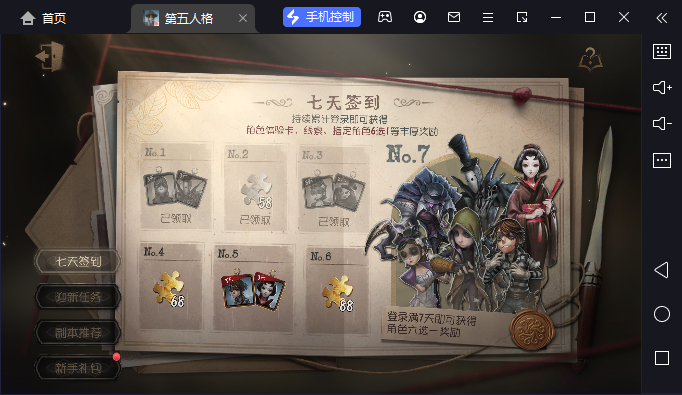 首页
第五人格
手机控制
七天签到
持续累计登录即可获得
角色体验卡、线索、指定角色6选1等丰厚奖励
No.1
No.2
No.3
No.7
58
已领取
已领取
已领取
No.4
No.5
No.6
68
88
七天签到
迎新任务
副本推荐
新手礼包
登录满7天即可获得
角色六选一奖励